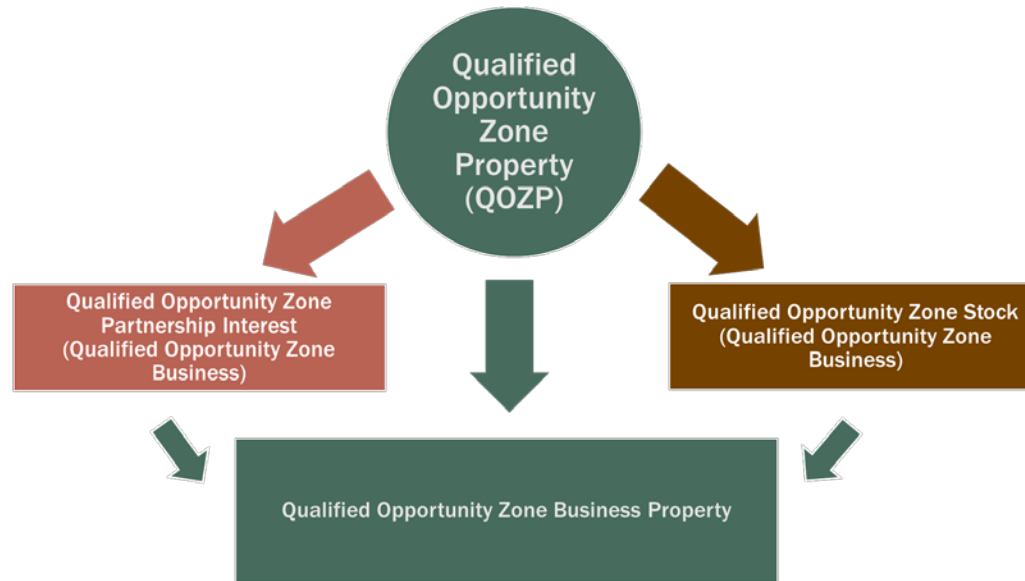 Qualified
Opportunity
Zone
Property
(QOZP)
Qualified Opportunity Zone
Partnership Interest
(Qualified Opportunity Zone
Business)
Qualified Opportunity Zone Stock
(Qualified Opportunity Zone
Business)
Qualified Opportunity Zone Business Property